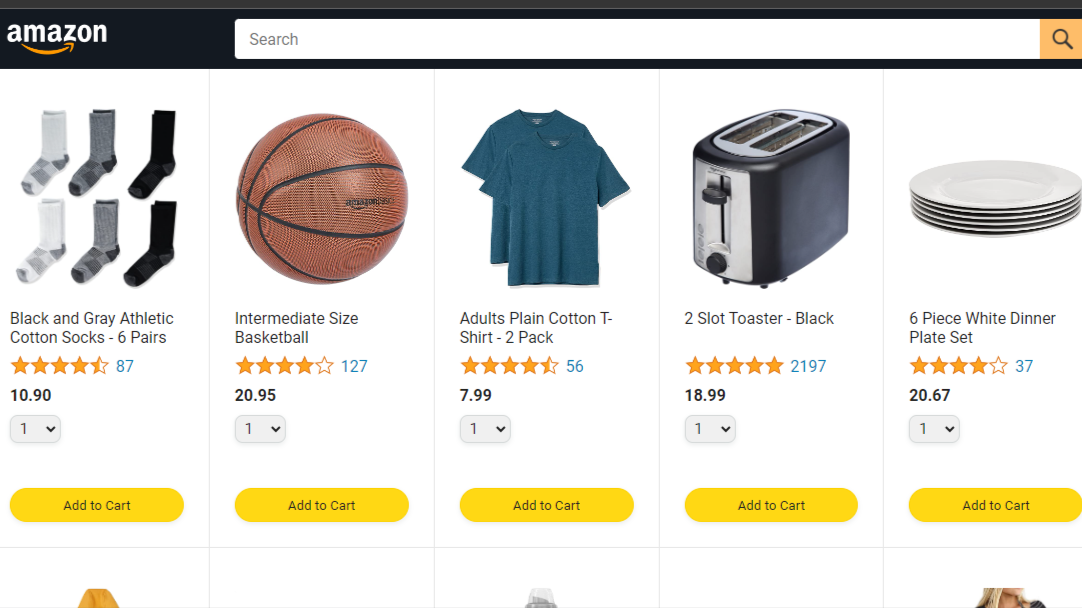 amazon
Search
Black and Gray Athletic
Cotton Socks - 6 Pairs
87
10.90
1
Add to Cart
Intermediate Size
Basketball
127
20.95
1
Add to Cart
Adults Plain Cotton T-
Shirt - 2 Pack
56
7.99
1
Add to Cart
2 Slot Toaster - Black
2197
18.99
1
Add to Cart
6 Piece White Dinner
Plate Set
37
20.67
1
Add to Cart